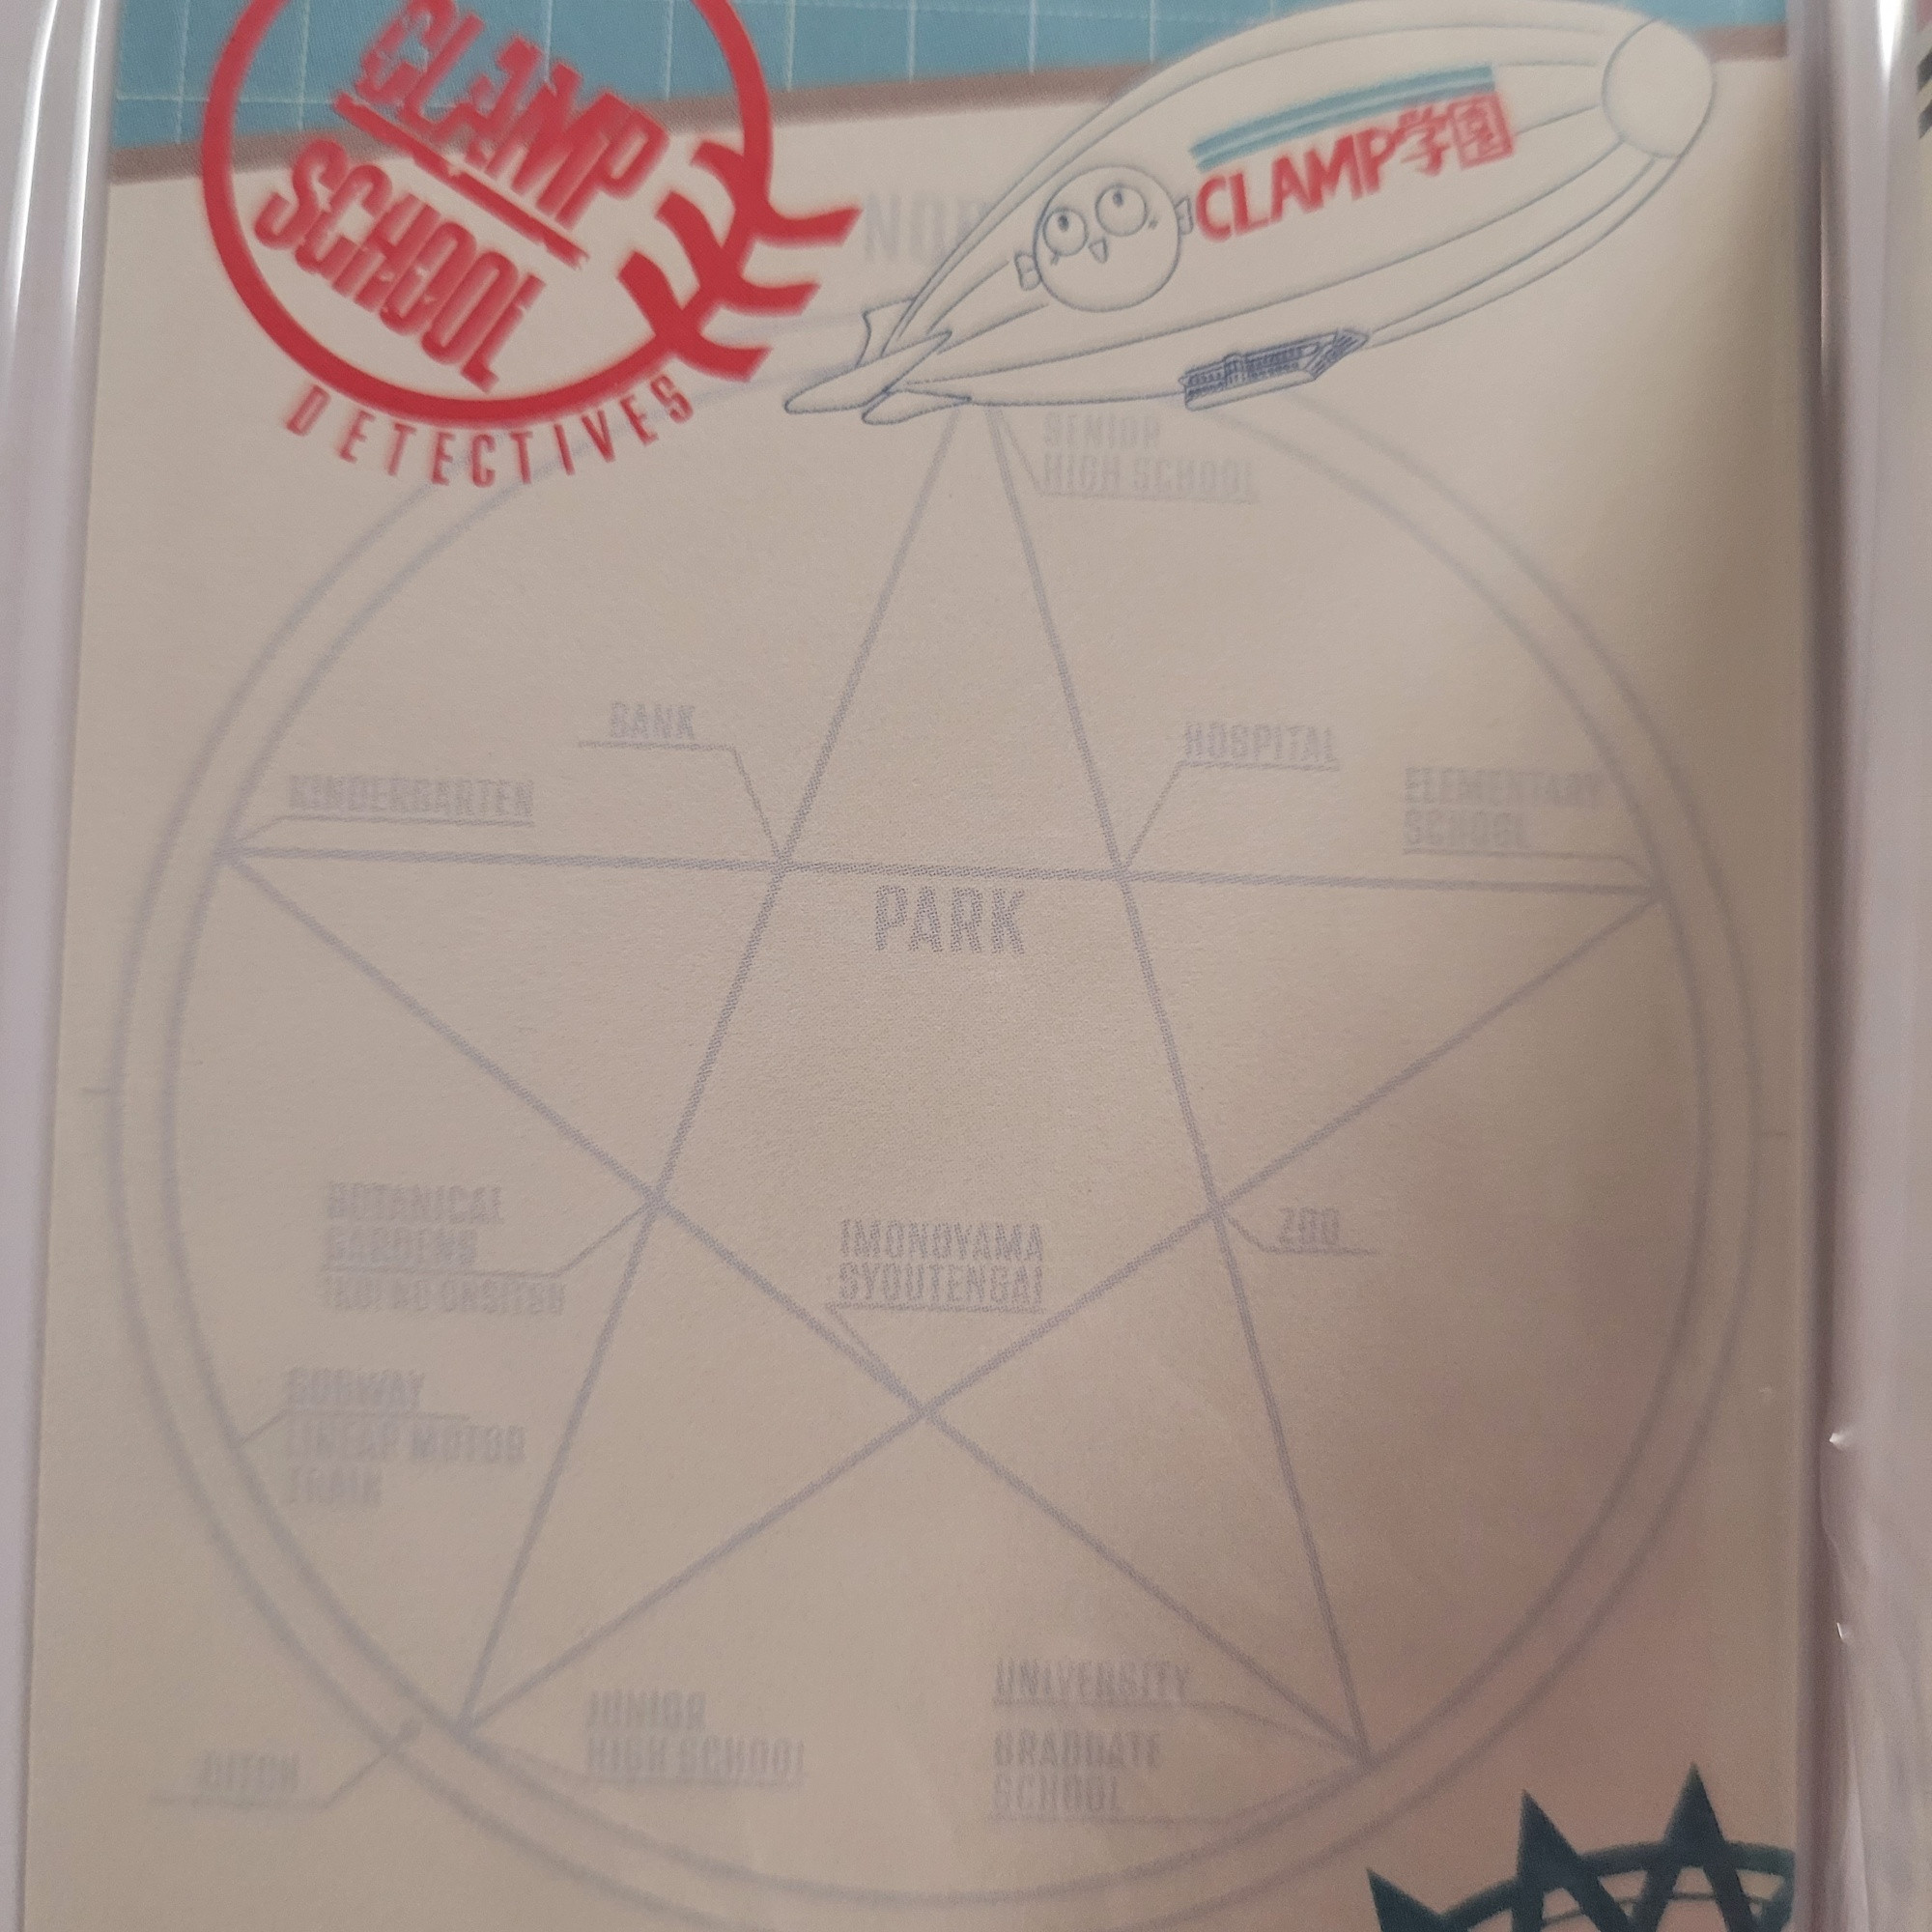 CLAMP
SCHOOL
DETECTIVES
CLAMP学園
SENIOR
HIGH SCHOOL
BANK
HOSPITAL
KINDERGARTEN
ELEMENTARY
SCHOOL
PARK
BOTANICAL
GARDENS
IMONOYAMA
SYOUTENGAI
ZOO
SUBWAY
LINEAR MOTOR
TRAIN
JUNIOR
HIGH SCHOOL
UNIVERSITY
GRADUATE
SCHOOL
DITCH